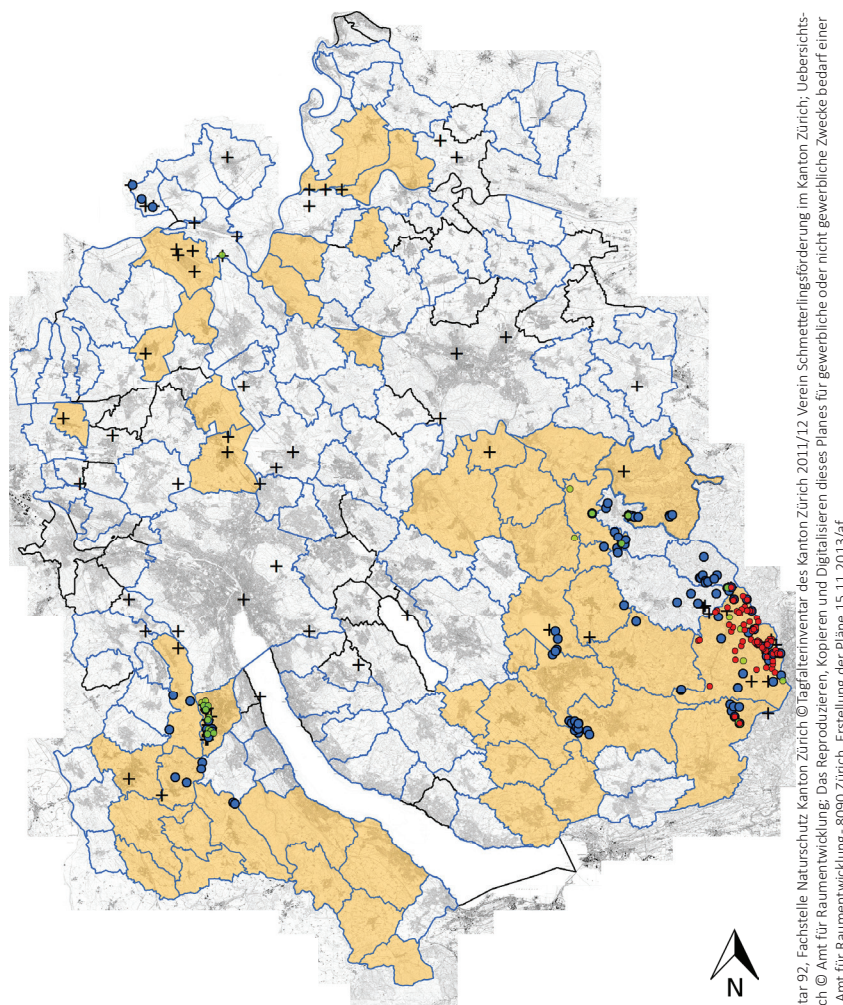 tar 92, Fachstelle Naturschutz Kanton Zürich © Tagfalterinventar des Kanton Zürich 2011/12 Verein Schmetterlingsförderung im Kanton Zürich; Uebersichts-
ch © Amt für Raumentwicklung; Das Reproduzieren, Kopieren und Digitalisieren dieses Planes für gewerbliche oder nicht gewerbliche Zwecke bedarf einer
Amt für Raumentwicklung, 8090 Zürich. Erstellung der Pläne, 15.11.2013/af
N